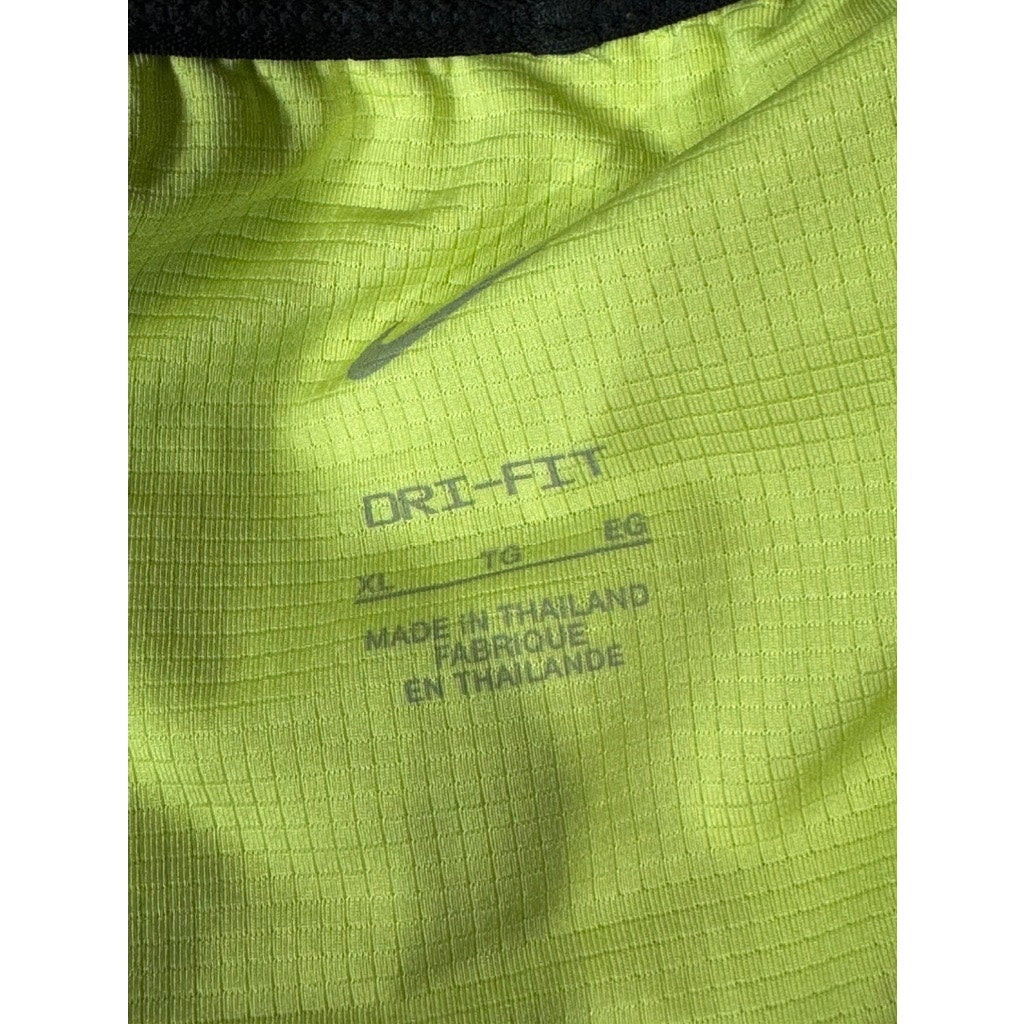 DRI-FIT
XL TG EG
MADE IN THAILAND
FABRIQUE
EN THAILANDE